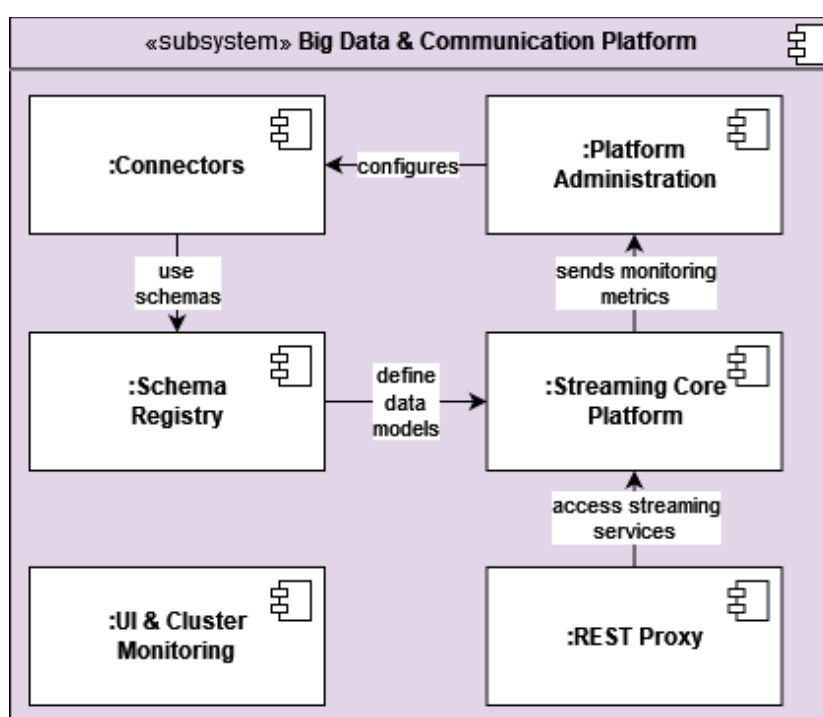 «subsystem» Big Data & Communication Platform
:Connectors
configures
:Platform
Administration
use
schemas
sends monitoring
metrics
:Schema
Registry
define
data
models
:Streaming Core
Platform
access streaming
services
:UI & Cluster
Monitoring
:REST Proxy